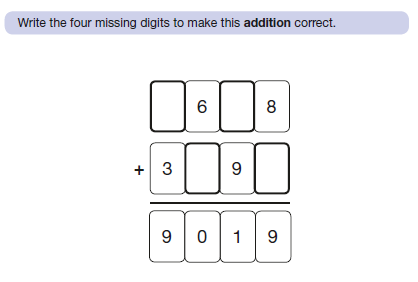 Write the four missing digits to make this addition correct.
6 8
+ 3 9
9 0 1 9